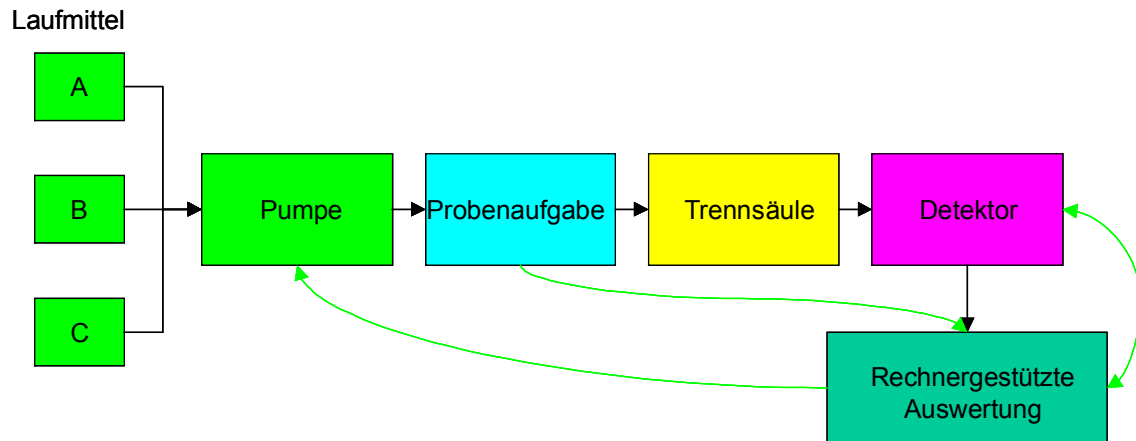 Laufmittel
A
B
C
Pumpe
Probenaufgabe
Trennsäule
Detektor
Rechnergestützte
Auswertung